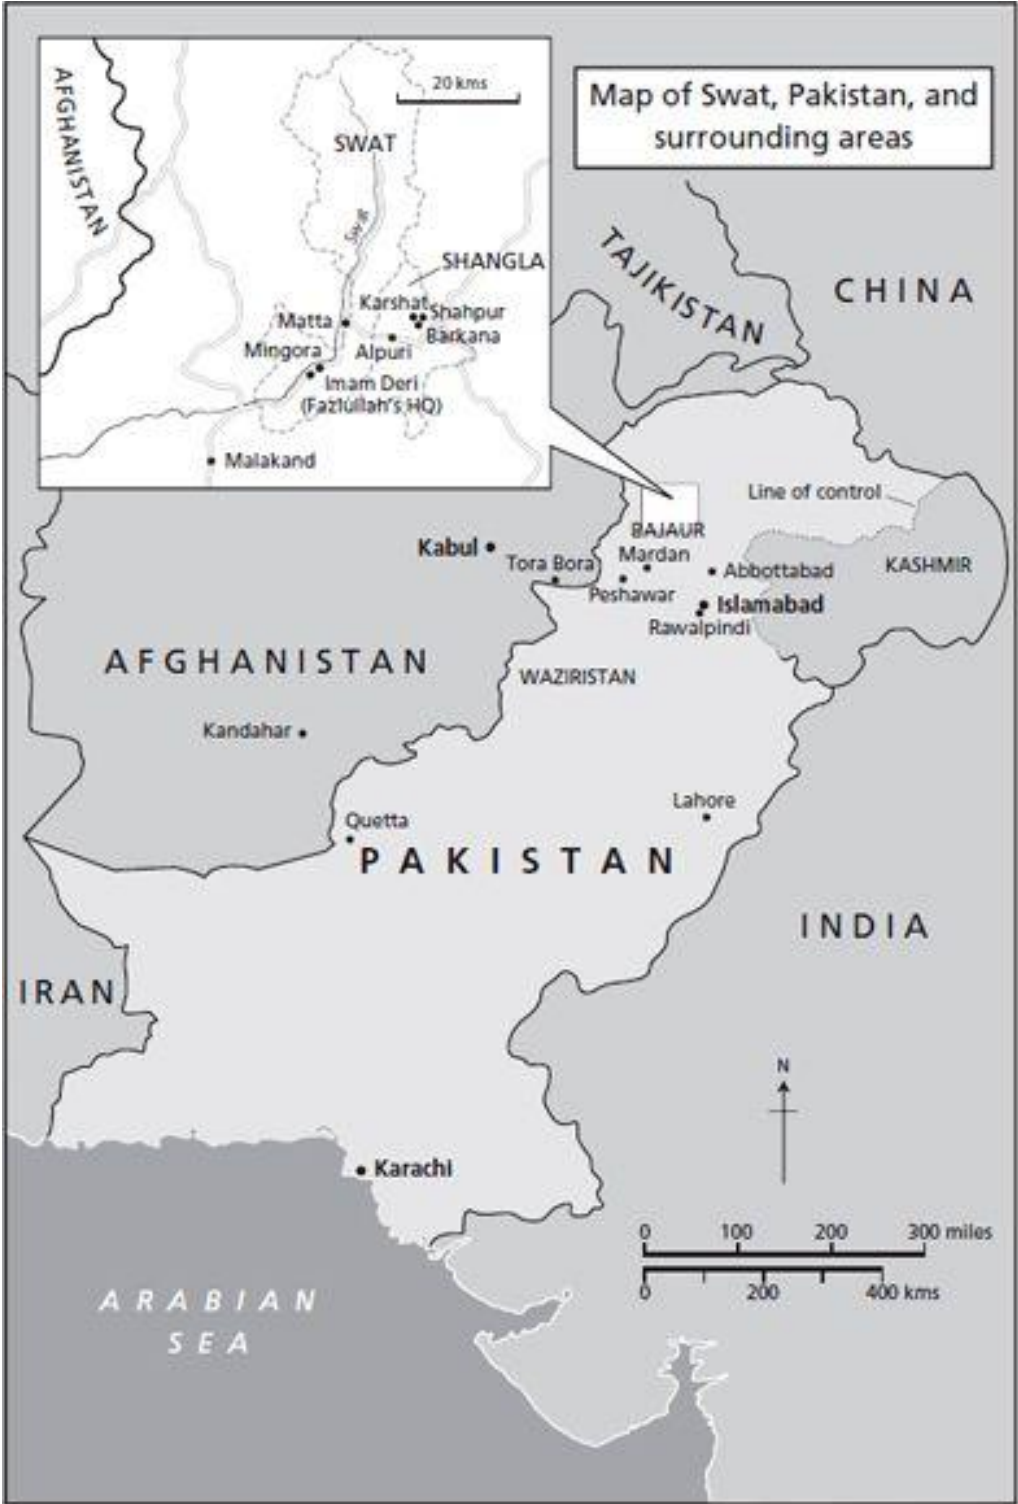 Map of Swat, Pakistan, and
surrounding areas
AFGHANISTAN
20 kms
SWAT
Swat
SHANGLA
Karshat
Shahpur
Matta
Barkana
Mingora
Alpuri
Imam Deri
(Fazlullah's HQ)
Malakand
TAJIKISTAN
CHINA
Line of control
BAJAUR
Kabul
Mardan
Tora Bora
Abbottabad
KASHMIR
Peshawar
Islamabad
Rawalpindi
AFGHANISTAN
WAZIRISTAN
Kandahar
Lahore
Quetta
PAKISTAN
INDIA
IRAN
N
Karachi
0 100 200 300 miles
0 200 400 kms
ARABIAN
SEA